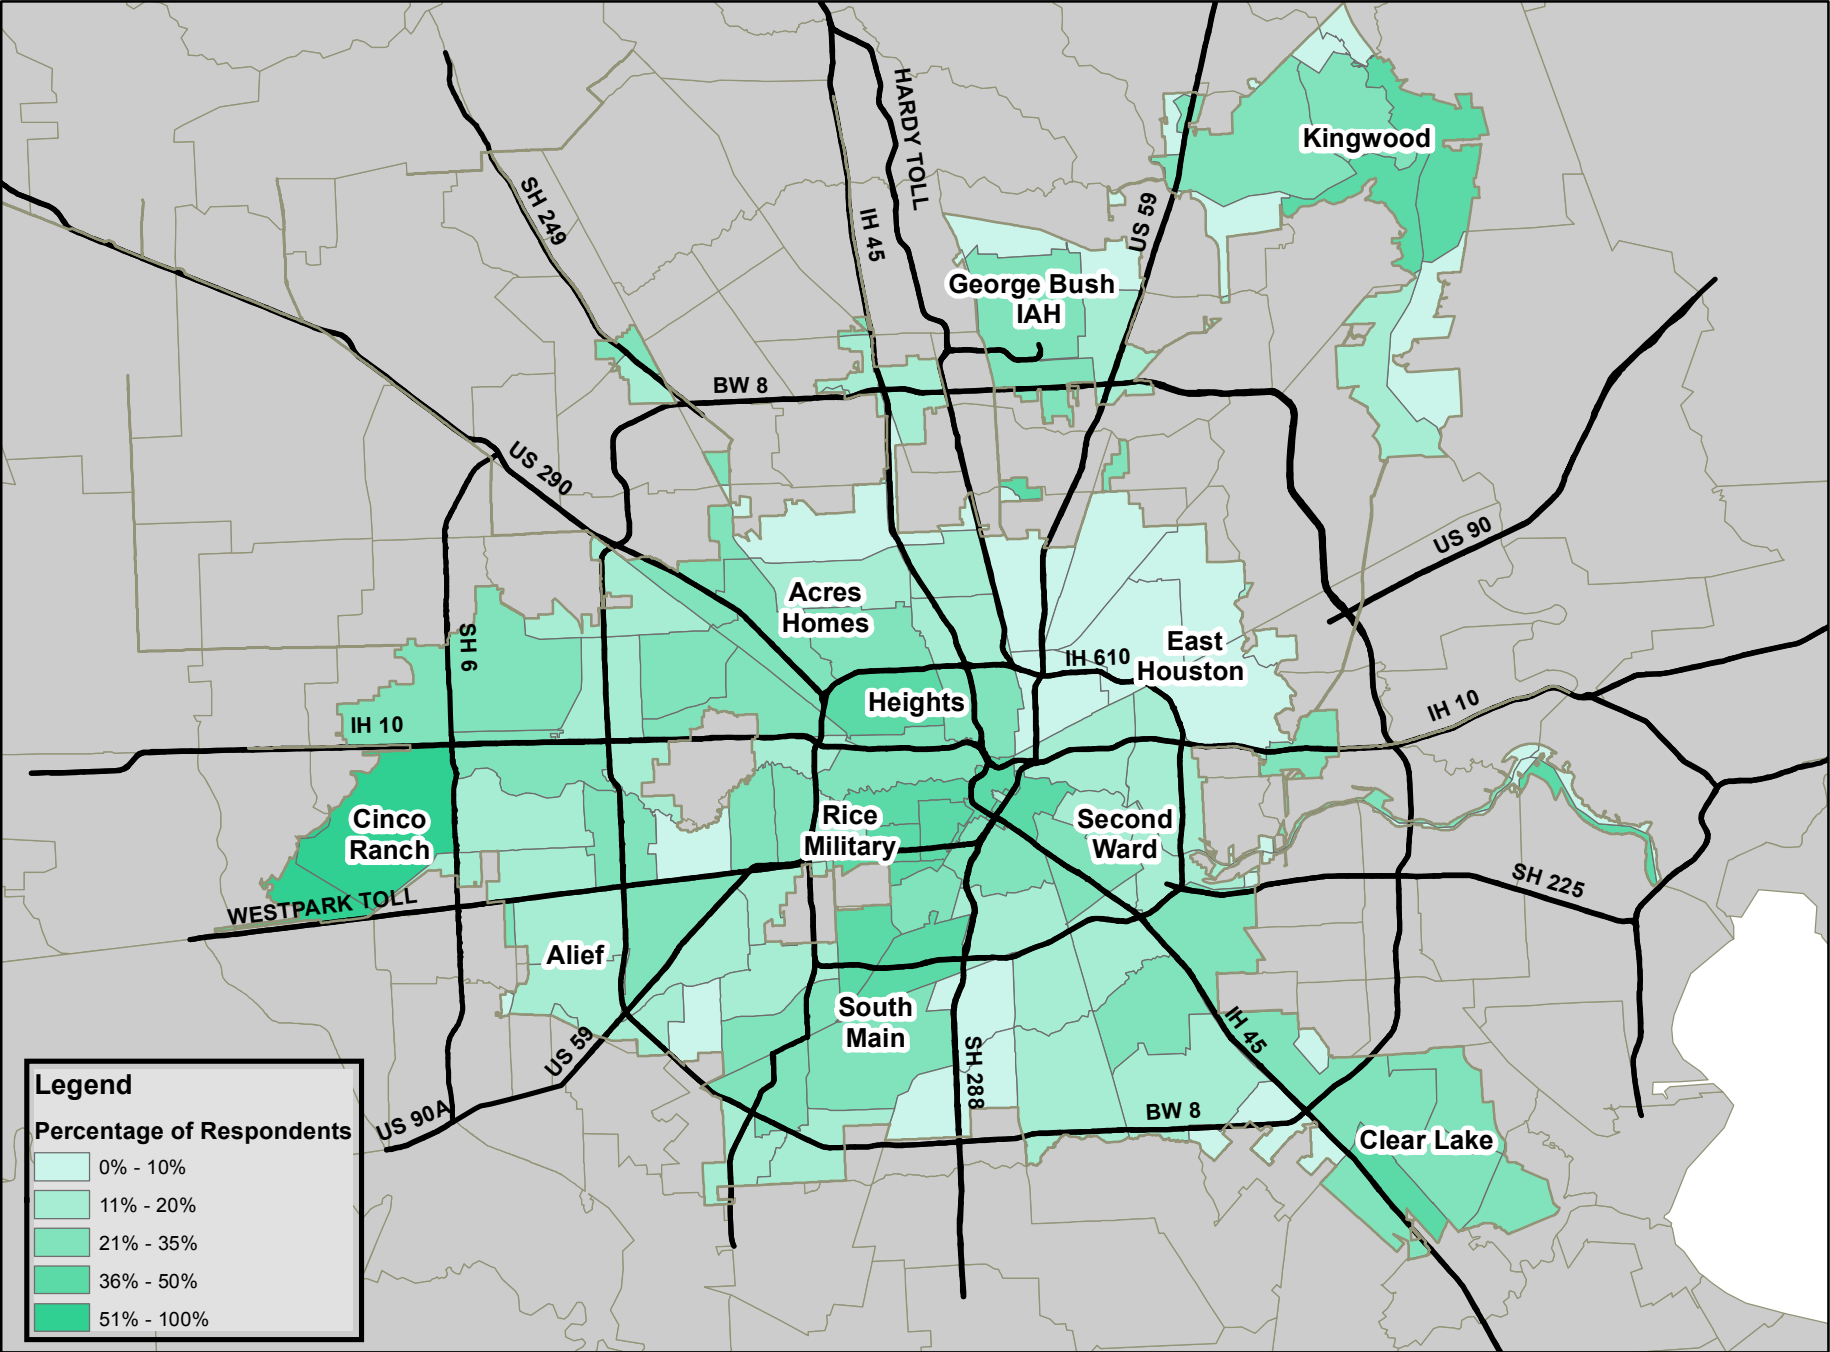 Kingwood
HARDY TOLL
SH 249
IH 45
US 59
George Bush
IAH
BW 8
US 290
US 90
Acres
Homes
East
Houston
IH 610
SH 6
Heights
IH 10
IH 10
Cinco
Ranch
Rice
Military
Second
Ward
SH 225
WESTPARK TOLL
Alief
South
Main
IH 45
US 59
SH 288
BW 8
US 90A
Clear Lake
Legend
Percentage of Respondents
0% - 10%
11% - 20%
21% - 35%
36% - 50%
51% - 100%